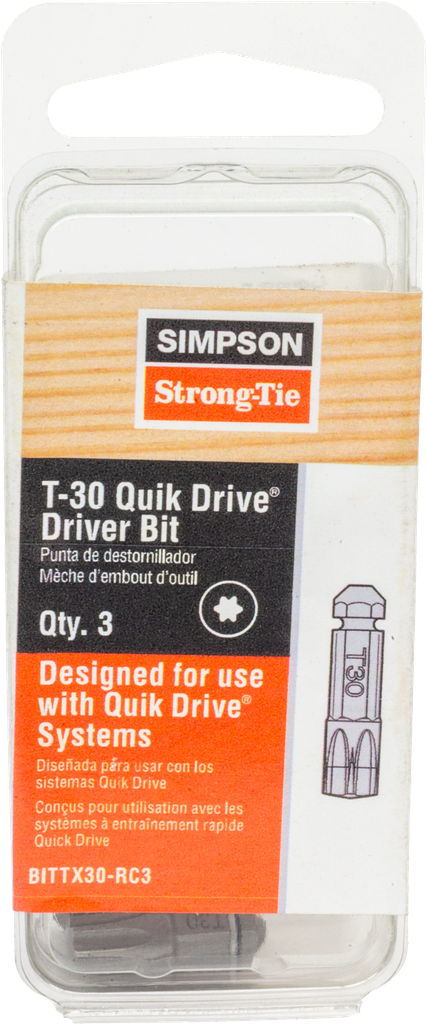 SIMPSON
Strong-Tie
T-30 Quik Drive®
Driver Bit
Punta de destornillador
Mèche d'embout d'outil
Qty. 3
T30
Designed for use
with Quik Drive®
Systems
Diseñada para usar con los
sistemas Quik Drive
Conçus pour utilisation avec les
systèmes à entraînement rapide
Quick Drive
BITTX30-RC3
T30